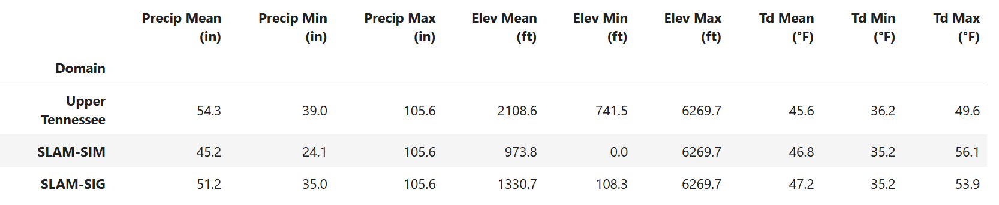 Precip Mean (in) Precip Min (in) Precip Max (in) Elev Mean (ft) Elev Min (ft) Elev Max (ft) Td Mean (°F) Td Min (°F) Td Max (°F)
Domain
Upper Tennessee 54.3 39.0 105.6 2108.6 741.5 6269.7 45.6 36.2 49.6
SLAM-SIM 45.2 24.1 105.6 973.8 0.0 6269.7 46.8 35.2 56.1
SLAM-SIG 51.2 35.0 105.6 1330.7 108.3 6269.7 47.2 35.2 53.9